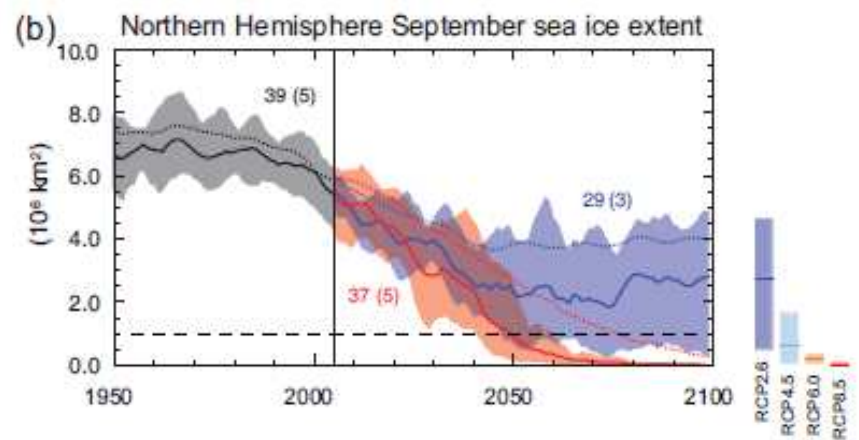 (b) Northern Hemisphere September sea ice extent
10.0
8.0
6.0
4.0
2.0
0.0
(10⁶ km²)
39 (5)
29 (3)
37 (5)
1950 2000 2050 2100
RCP2.6
RCP4.5
RCP6.0
RCP8.5